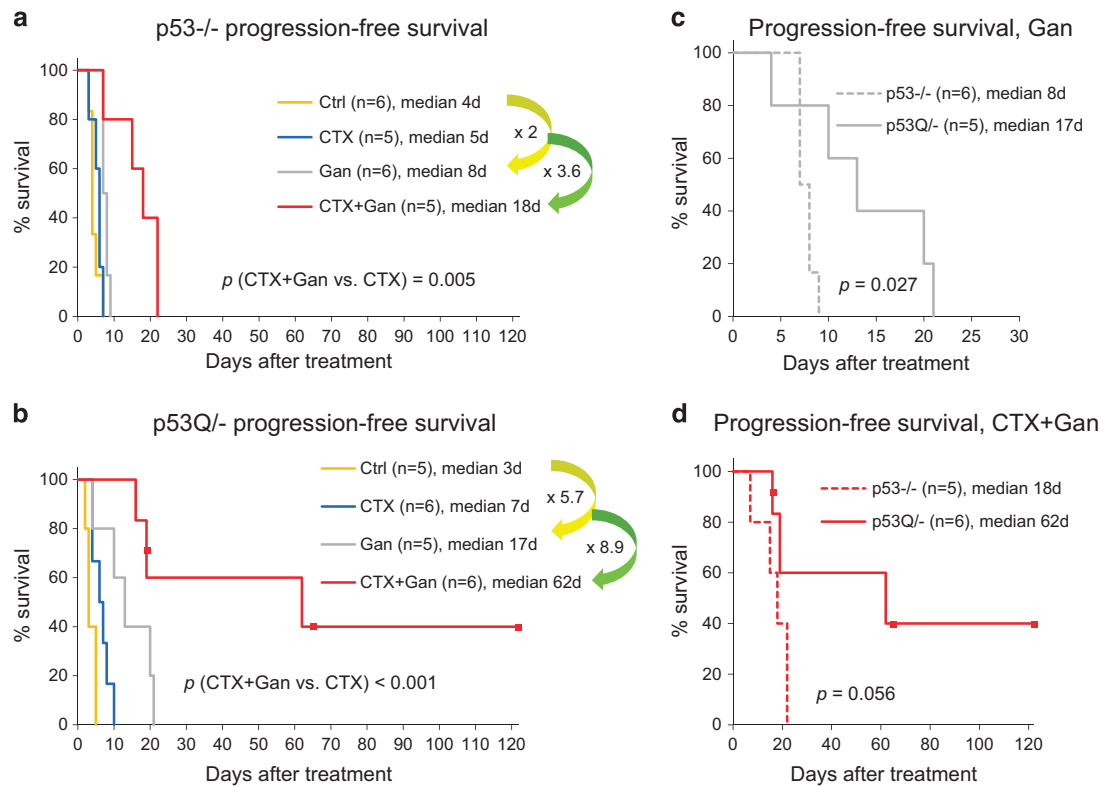 a
p53-/- progression-free survival
% survival
100
80
60
40
20
0
Ctrl (n=6), median 4d
CTX (n=5), median 5d
Gan (n=6), median 8d
CTX+Gan (n=5), median 18d
x 2
x 3.6
p (CTX+Gan vs. CTX) = 0.005
0 10 20 30 40 50 60 70 80 90 100 110 120
Days after treatment
c
Progression-free survival, Gan
% survival
100
80
60
40
20
0
p53-/- (n=6), median 8d
p53Q/- (n=5), median 17d
p = 0.027
0 5 10 15 20 25 30
Days after treatment
b
p53Q/- progression-free survival
% survival
100
80
60
40
20
0
Ctrl (n=5), median 3d
CTX (n=6), median 7d
Gan (n=5), median 17d
CTX+Gan (n=6), median 62d
x 5.7
x 8.9
p (CTX+Gan vs. CTX) < 0.001
0 10 20 30 40 50 60 70 80 90 100 110 120
Days after treatment
d
Progression-free survival, CTX+Gan
% survival
100
80
60
40
20
0
p53-/- (n=5), median 18d
p53Q/- (n=6), median 62d
p = 0.056
0 20 40 60 80 100 120
Days after treatment